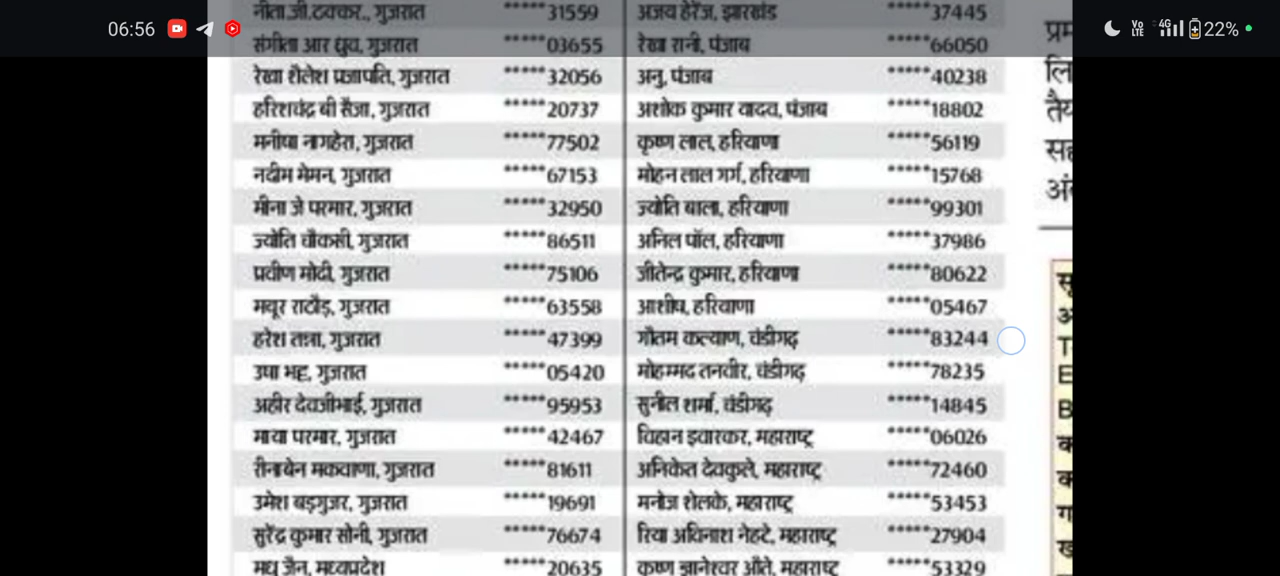 06:56
Vo LTE 4G 22%
नीता.जी.ठक्कर., गुजरात *****31559
संगीता आर ध्रुव, गुजरात *****03655
रेखा शैलेश प्रजापति, गुजरात *****32056
हरिशचंद्र बी सैजा, गुजरात *****20737
मनीषा नागहेरा, गुजरात *****77502
नदीम मेमन, गुजरात *****67153
मीना जे परमार, गुजरात *****32950
ज्योति चौकसी, गुजरात *****86511
प्रवीण मोदी, गुजरात *****75106
मयूर राठौड़, गुजरात *****63558
हरेश तन्ना, गुजरात *****47399
उषा भट्ट, गुजरात *****05420
अहीर देवजीभाई, गुजरात *****95953
माया परमार, गुजरात *****42467
रीनाबेन मकवाणा, गुजरात *****81611
उमेश बड़गुजर, गुजरात *****19691
सुरेंद्र कुमार सोनी, गुजरात *****76674
मधु जैन, मध्यप्रदेश *****20635
अजय हेरेंज, झारखंड *****37445
रेखा रानी, पंजाब *****66050
अनु, पंजाब *****40238
अशोक कुमार यादव, पंजाब *****18802
कृष्ण लाल, हरियाणा *****56119
मोहन लाल गर्ग, हरियाणा *****15768
ज्योति बाला, हरियाणा *****99301
अनिल पॉल, हरियाणा *****37986
जीतेन्द्र कुमार, हरियाणा *****80622
आशीष, हरियाणा *****05467
गौतम कल्याण, चंडीगढ़ *****83244
मोहम्मद तनवीर, चंडीगढ़ *****78235
सुनील शर्मा, चंडीगढ़ *****14845
विहान इवारकर, महाराष्ट्र *****06026
अनिकेत देवकुले, महाराष्ट्र *****72460
मनोज शेलके, महाराष्ट्र *****53453
रिया अविनाश नेहटे, महाराष्ट्र *****27904
कृष्ण ज्ञानेश्वर औते, महाराष्ट्र *****53329